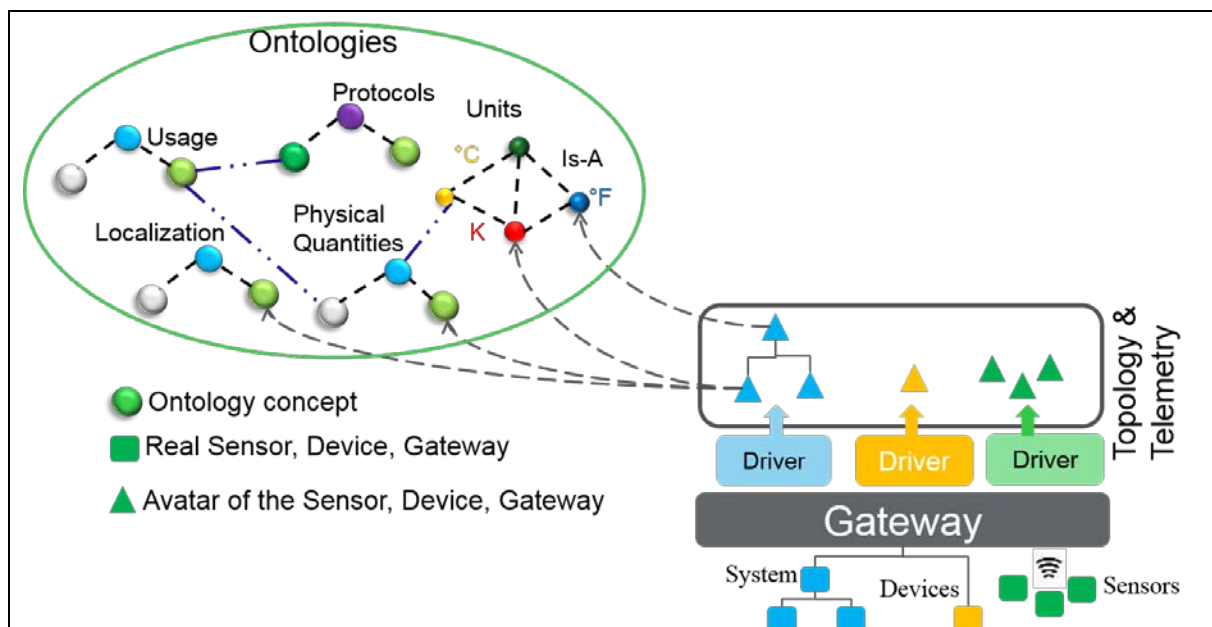 Ontologies
Protocols
Units
Usage
°C
Is-A
°F
Physical
Quantities
Localization
K
Ontology concept
Real Sensor, Device, Gateway
Avatar of the Sensor, Device, Gateway
Topology &
Telemetry
Driver
Driver
Driver
Gateway
System
Devices
Sensors